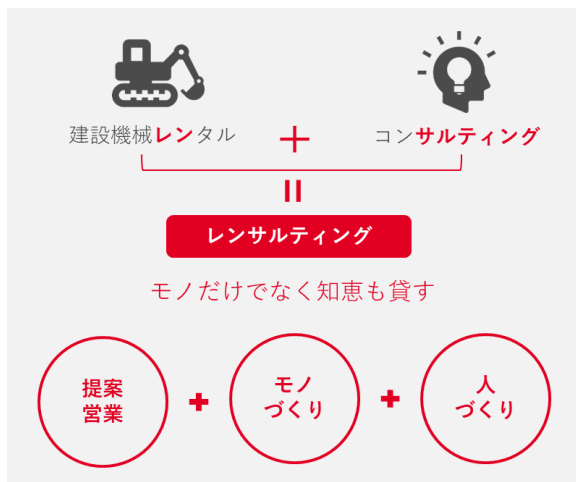 建設機械レンタル
+
コンサルティング
=
レンサルティング
モノだけでなく知恵も貸す
提案
営業
+
モノ
づくり
+
人
づくり